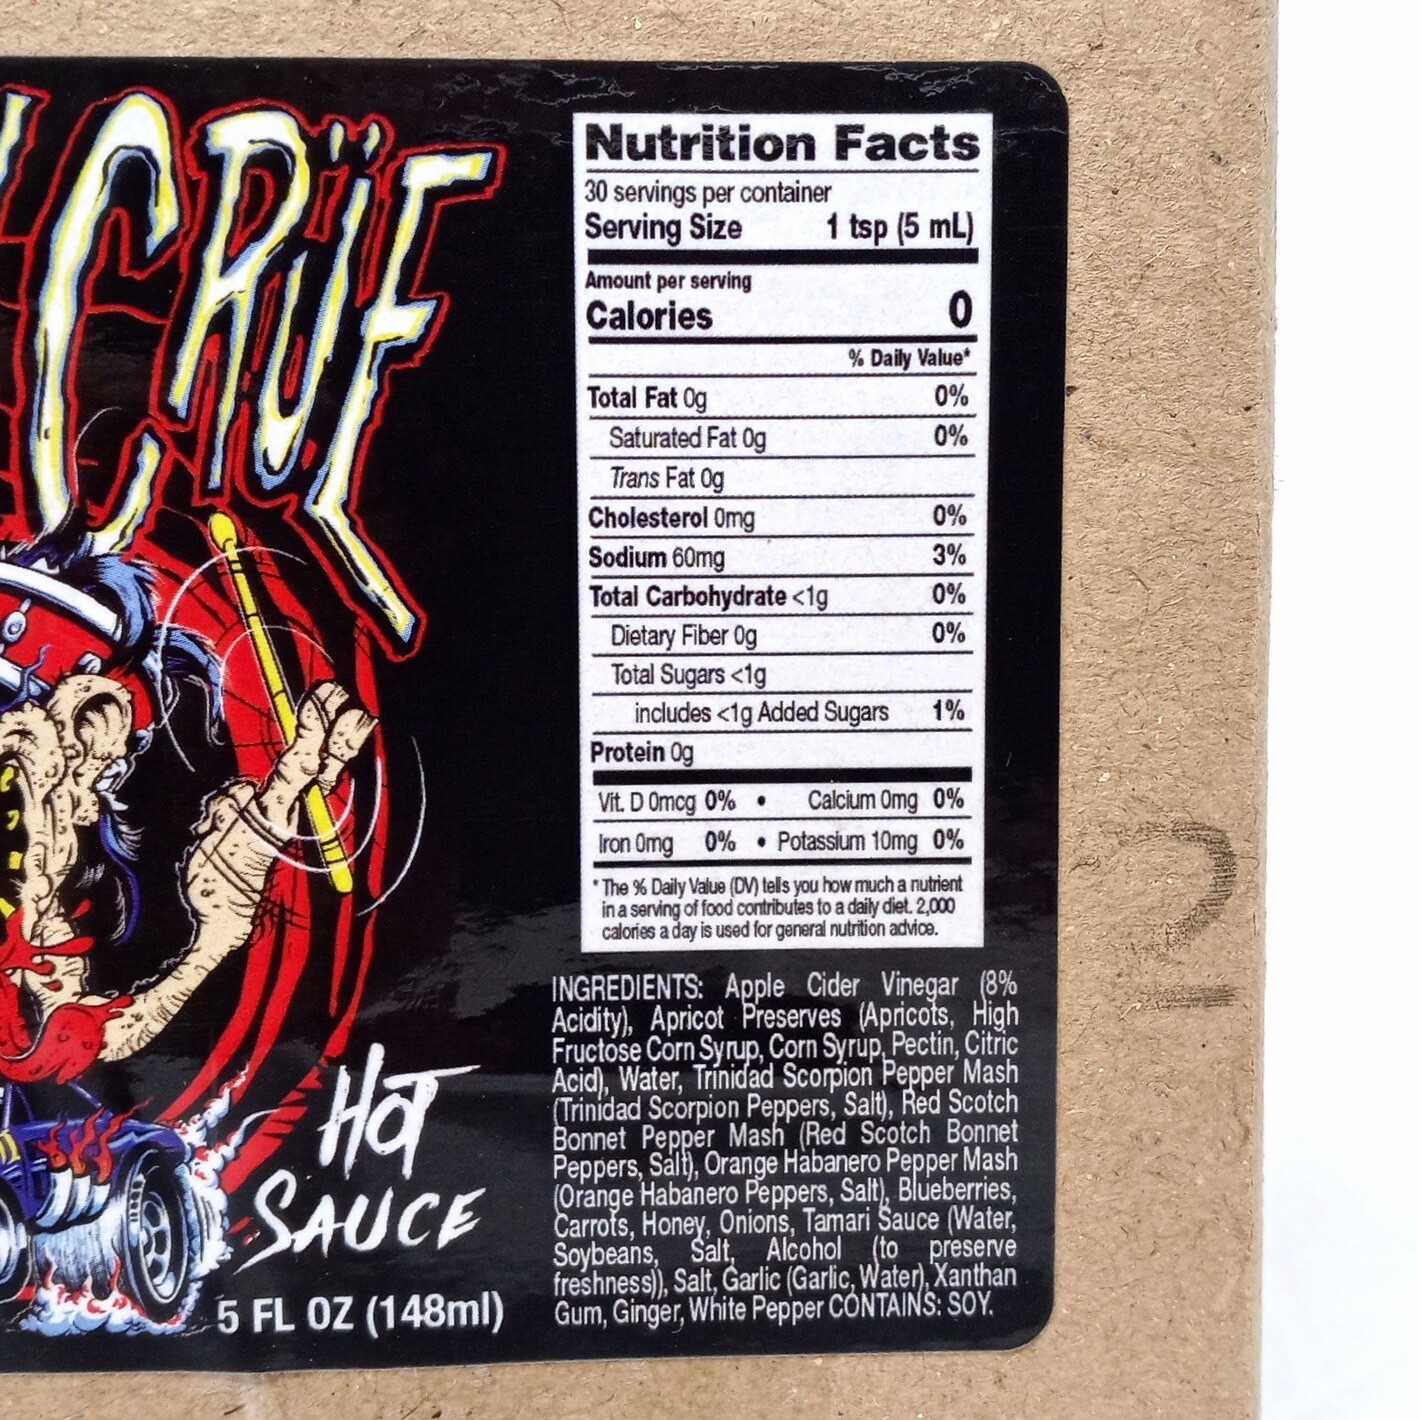 CRÜE
HOT
SAUCE
5 FL OZ (148ml)
Nutrition Facts
30 servings per container
Serving Size 1 tsp (5 mL)
Amount per serving
Calories 0
% Daily Value*
Total Fat 0g 0%
Saturated Fat 0g 0%
Trans Fat 0g
Cholesterol 0mg 0%
Sodium 60mg 3%
Total Carbohydrate <1g 0%
Dietary Fiber 0g 0%
Total Sugars <1g
includes <1g Added Sugars 1%
Protein 0g
Vit. D 0mcg 0% • Calcium 0mg 0%
Iron 0mg 0% • Potassium 10mg 0%
*The % Daily Value (DV) tells you how much a nutrient
in a serving of food contributes to a daily diet. 2,000
calories a day is used for general nutrition advice.
INGREDIENTS: Apple Cider Vinegar (8%
Acidity), Apricot Preserves (Apricots, High
Fructose Corn Syrup, Corn Syrup, Pectin, Citric
Acid), Water, Trinidad Scorpion Pepper Mash
(Trinidad Scorpion Peppers, Salt), Red Scotch
Bonnet Pepper Mash (Red Scotch Bonnet
Peppers, Salt), Orange Habanero Pepper Mash
(Orange Habanero Peppers, Salt), Blueberries,
Carrots, Honey, Onions, Tamari Sauce (Water,
Soybeans, Salt, Alcohol (to preserve
freshness)), Salt, Garlic (Garlic, Water), Xanthan
Gum, Ginger, White Pepper CONTAINS: SOY.